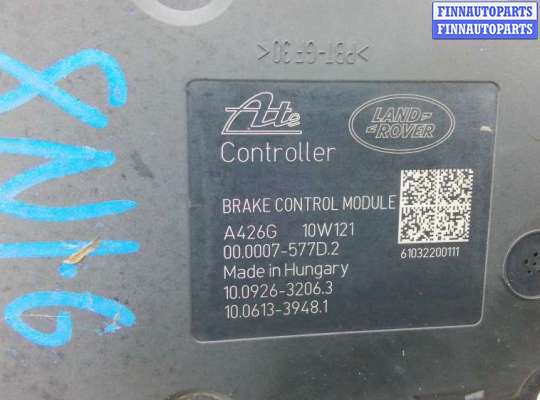 FINNAUTOPARTS
FINNAUTOPARTS
>PBT-GF30<
Ate
LAND-
ROVER
Controller
BRAKE CONTROL MODULE
A426G 10W121
00.0007-577D.2
61032200111
Made in Hungary
10.0926-3206.3
10.0613-3948.1